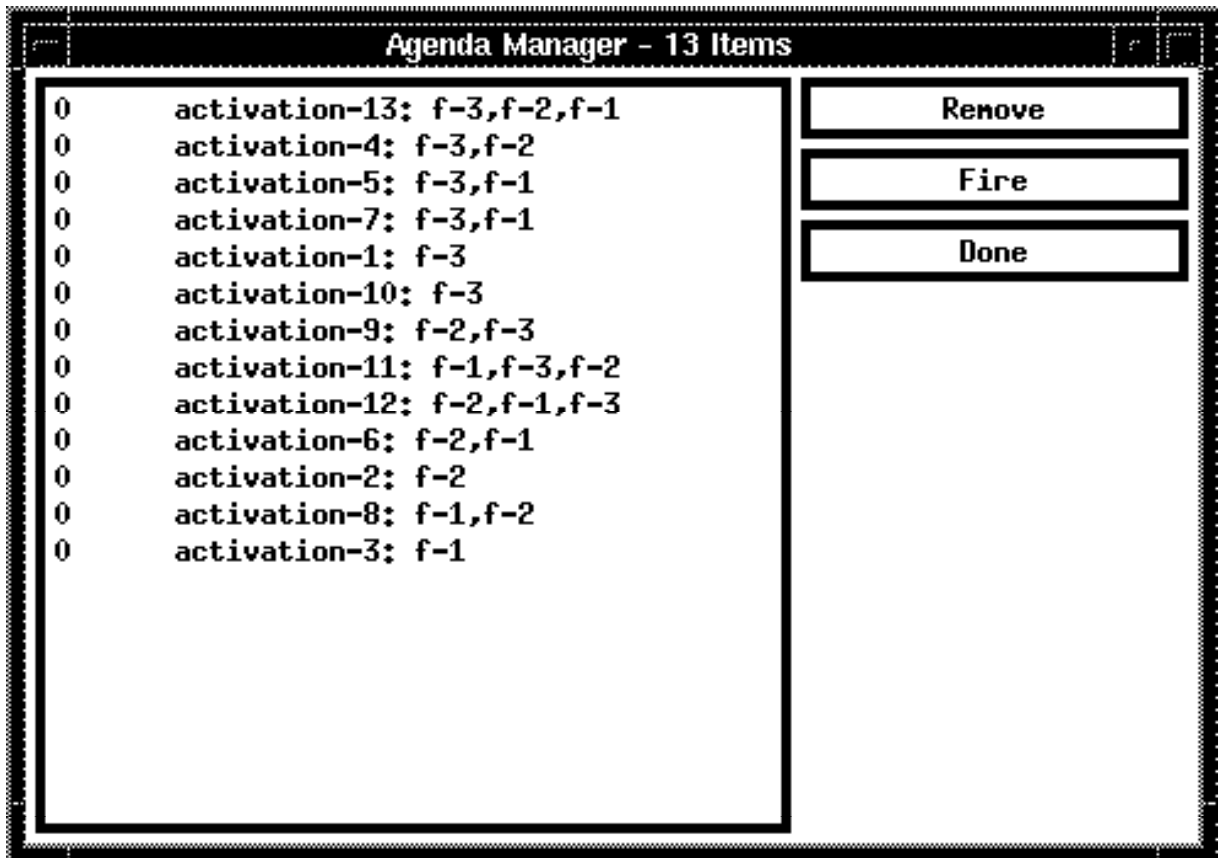 Agenda Manager - 13 Items
0 activation-13: f-3,f-2,f-1
0 activation-4: f-3,f-2
0 activation-5: f-3,f-1
0 activation-7: f-3,f-1
0 activation-1: f-3
0 activation-10: f-3
0 activation-9: f-2,f-3
0 activation-11: f-1,f-3,f-2
0 activation-12: f-2,f-1,f-3
0 activation-6: f-2,f-1
0 activation-2: f-2
0 activation-8: f-1,f-2
0 activation-3: f-1
Remove
Fire
Done